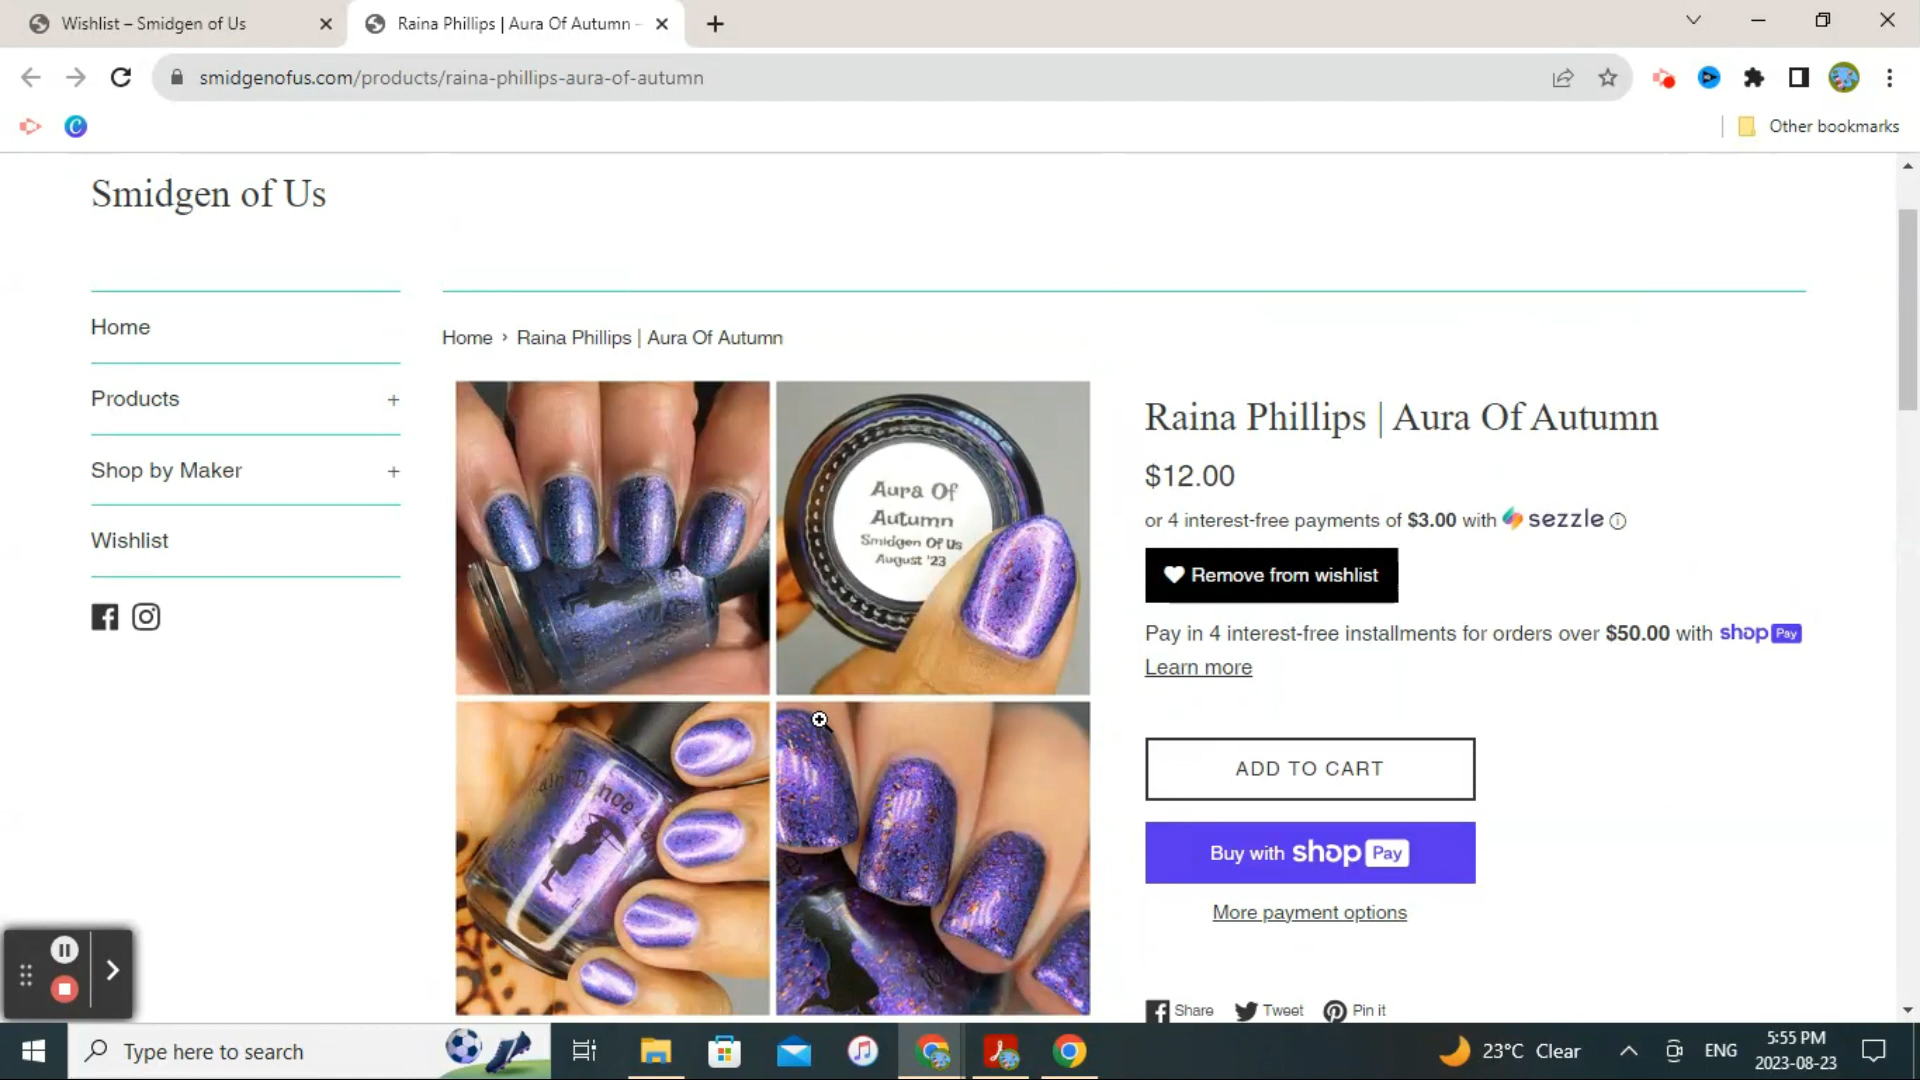 Wishlist – Smidgen of Us
Raina Phillips | Aura Of Autumn –
smidgenofus.com/products/raina-phillips-aura-of-autumn
Other bookmarks
Smidgen of Us
Home
Products +
Shop by Maker +
Wishlist
Home › Raina Phillips | Aura Of Autumn
Aura Of
Autumn
Smidgen Of Us
August '23
Raina Phillips | Aura Of Autumn
$12.00
or 4 interest-free payments of $3.00 with sezzle
Remove from wishlist
Pay in 4 interest-free installments for orders over $50.00 with shop Pay
Learn more
ADD TO CART
Buy with shop Pay
More payment options
Share Tweet Pin it
Type here to search
23°C Clear
ENG
5:55 PM
2023-08-23